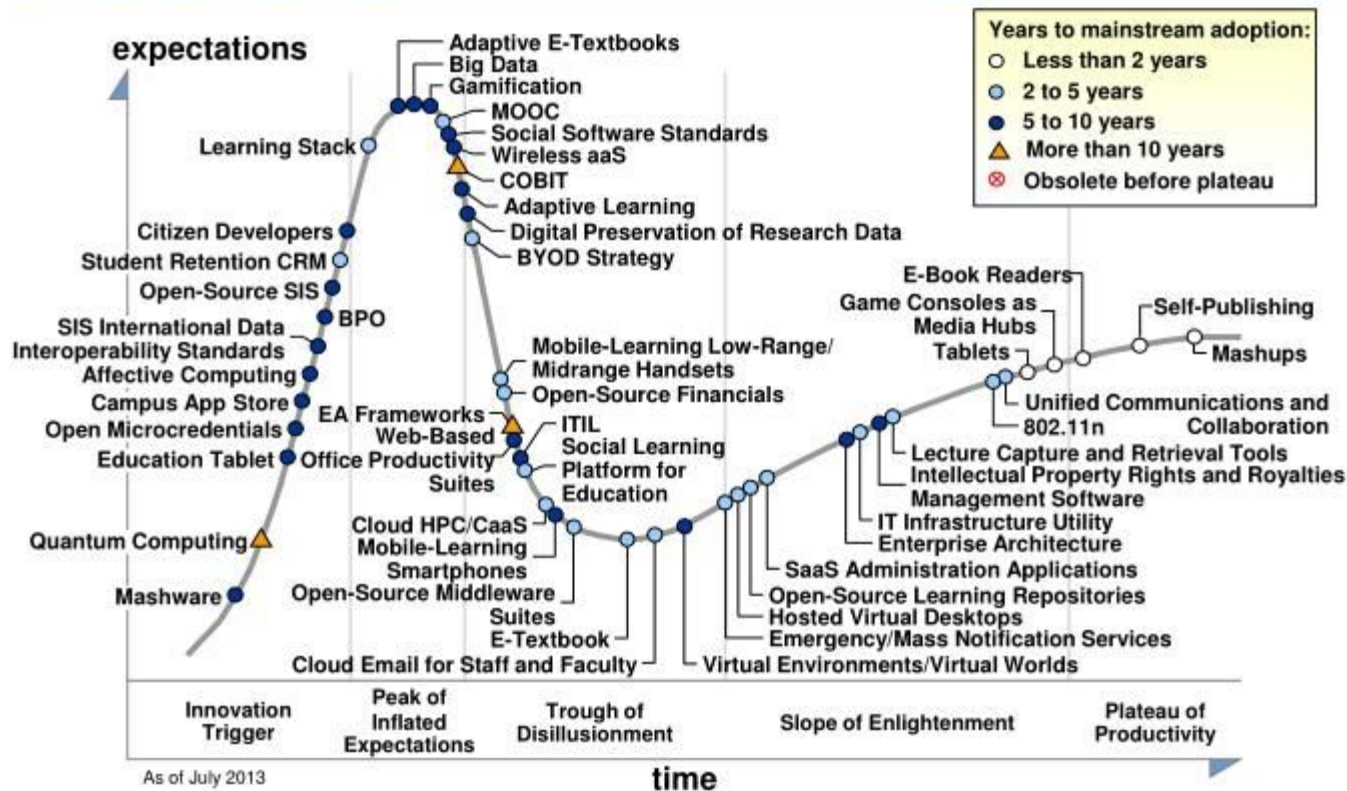 expectations
Years to mainstream adoption:
Less than 2 years
2 to 5 years
5 to 10 years
More than 10 years
Obsolete before plateau
Adaptive E-Textbooks
Big Data
Gamification
MOOC
Social Software Standards
Wireless aaS
COBIT
Adaptive Learning
Digital Preservation of Research Data
BYOD Strategy
Learning Stack
Citizen Developers
Student Retention CRM
Open-Source SIS
BPO
SIS International Data
Interoperability Standards
Affective Computing
Campus App Store
Open Microcredentials
Education Tablet
Quantum Computing
Mashware
Mobile-Learning Low-Range/
Midrange Handsets
Open-Source Financials
EA Frameworks
Web-Based
Office Productivity
Suites
ITIL
Social Learning
Platform for
Education
Cloud HPC/CaaS
Mobile-Learning
Smartphones
Open-Source Middleware
Suites
E-Textbook
Cloud Email for Staff and Faculty
Virtual Environments/Virtual Worlds
Emergency/Mass Notification Services
Hosted Virtual Desktops
Open-Source Learning Repositories
SaaS Administration Applications
Enterprise Architecture
IT Infrastructure Utility
Intellectual Property Rights and Royalties
Management Software
Lecture Capture and Retrieval Tools
802.11n
Unified Communications and
Collaboration
Tablets
Game Consoles as
Media Hubs
E-Book Readers
Self-Publishing
Mashups
Innovation
Trigger
Peak of
Inflated
Expectations
Trough of
Disillusionment
Slope of Enlightenment
Plateau of
Productivity
As of July 2013
time